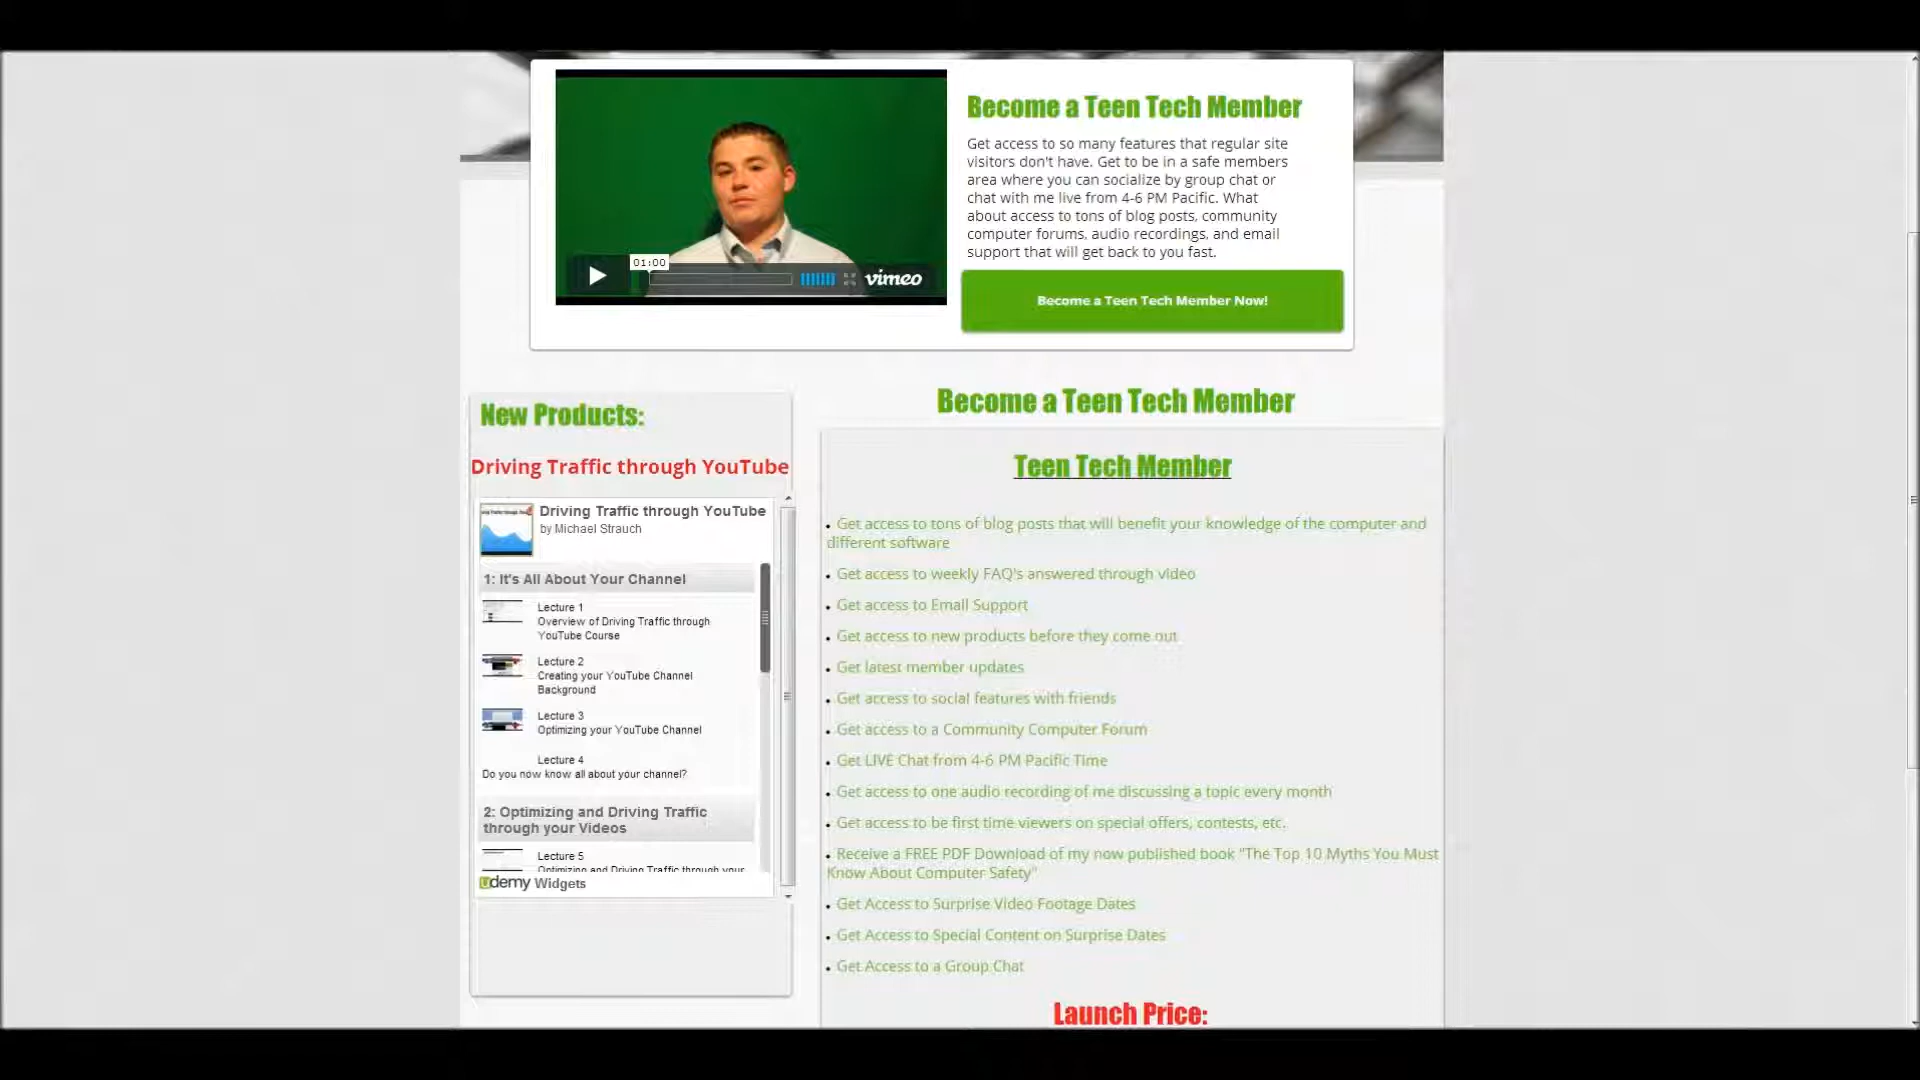 Become a Teen Tech Member
Get access to so many features that regular site
visitors don't have. Get to be in a safe members
area where you can socialize by group chat or
chat with me live from 4-6 PM Pacific. What
about access to tons of blog posts, community
computer forums, audio recordings, and email
support that will get back to you fast.
01:00
vimeo
Become a Teen Tech Member Now!
New Products:
Driving Traffic through YouTube
Driving Traffic through YouTube
by Michael Strauch
1: It's All About Your Channel
Lecture 1
Overview of Driving Traffic through
YouTube Course
Lecture 2
Creating your YouTube Channel
Background
Lecture 3
Optimizing your YouTube Channel
Lecture 4
Do you now know all about your channel?
2: Optimizing and Driving Traffic
through your Videos
Lecture 5
Optimizing and Driving Traffic through your
udemy Widgets
Become a Teen Tech Member
Teen Tech Member
• Get access to tons of blog posts that will benefit your knowledge of the computer and
different software
• Get access to weekly FAQ's answered through video
• Get access to Email Support
• Get access to new products before they come out
• Get latest member updates
• Get access to social features with friends
• Get access to a Community Computer Forum
• Get LIVE Chat from 4-6 PM Pacific Time
• Get access to one audio recording of me discussing a topic every month
• Get access to be first time viewers on special offers, contests, etc.
• Receive a FREE PDF Download of my now published book "The Top 10 Myths You Must
Know About Computer Safety"
• Get Access to Surprise Video Footage Dates
• Get Access to Special Content on Surprise Dates
• Get Access to a Group Chat
Launch Price: